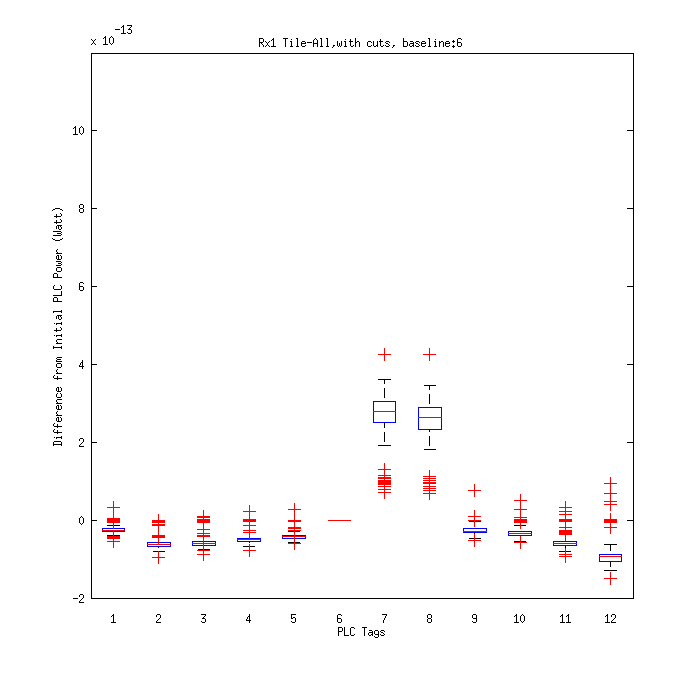 x 10
-13
Rx1 Tile-All,with cuts, baseline:6
10
8
6
4
2
0
-2
Difference from Initial PLC Power (Watt)
1 2 3 4 5 6 7 8 9 10 11 12
PLC Tags